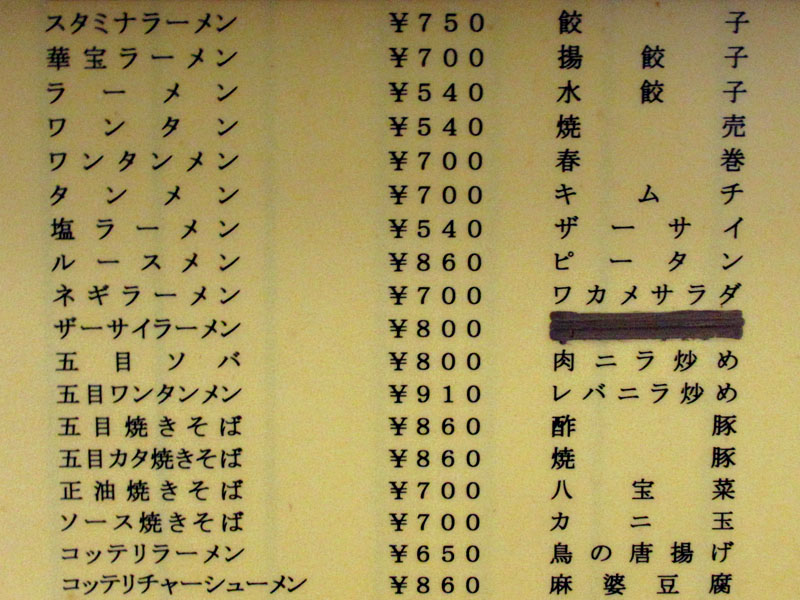 スタミナラーメン ￥750 餃子
華宝ラーメン ￥700 揚餃子
ラーメン ￥540 水餃子
ワンタン ￥540 焼売
ワンタンメン ￥700 春巻
タンメン ￥700 キムチ
塩ラーメン ￥540 ザーサイ
ルースメン ￥860 ピータン
ネギラーメン ￥700 ワカメサラダ
ザーサイラーメン ￥800
五目ソバ ￥800 肉ニラ炒め
五目ワンタンメン ￥910 レバニラ炒め
五目焼きそば ￥860 酢豚
五目カタ焼きそば ￥860 焼豚
正油焼きそば ￥700 八宝菜
ソース焼きそば ￥700 カニ玉
コッテリラーメン ￥650 鳥の唐揚げ
コッテリチャーシューメン ￥860 麻婆豆腐